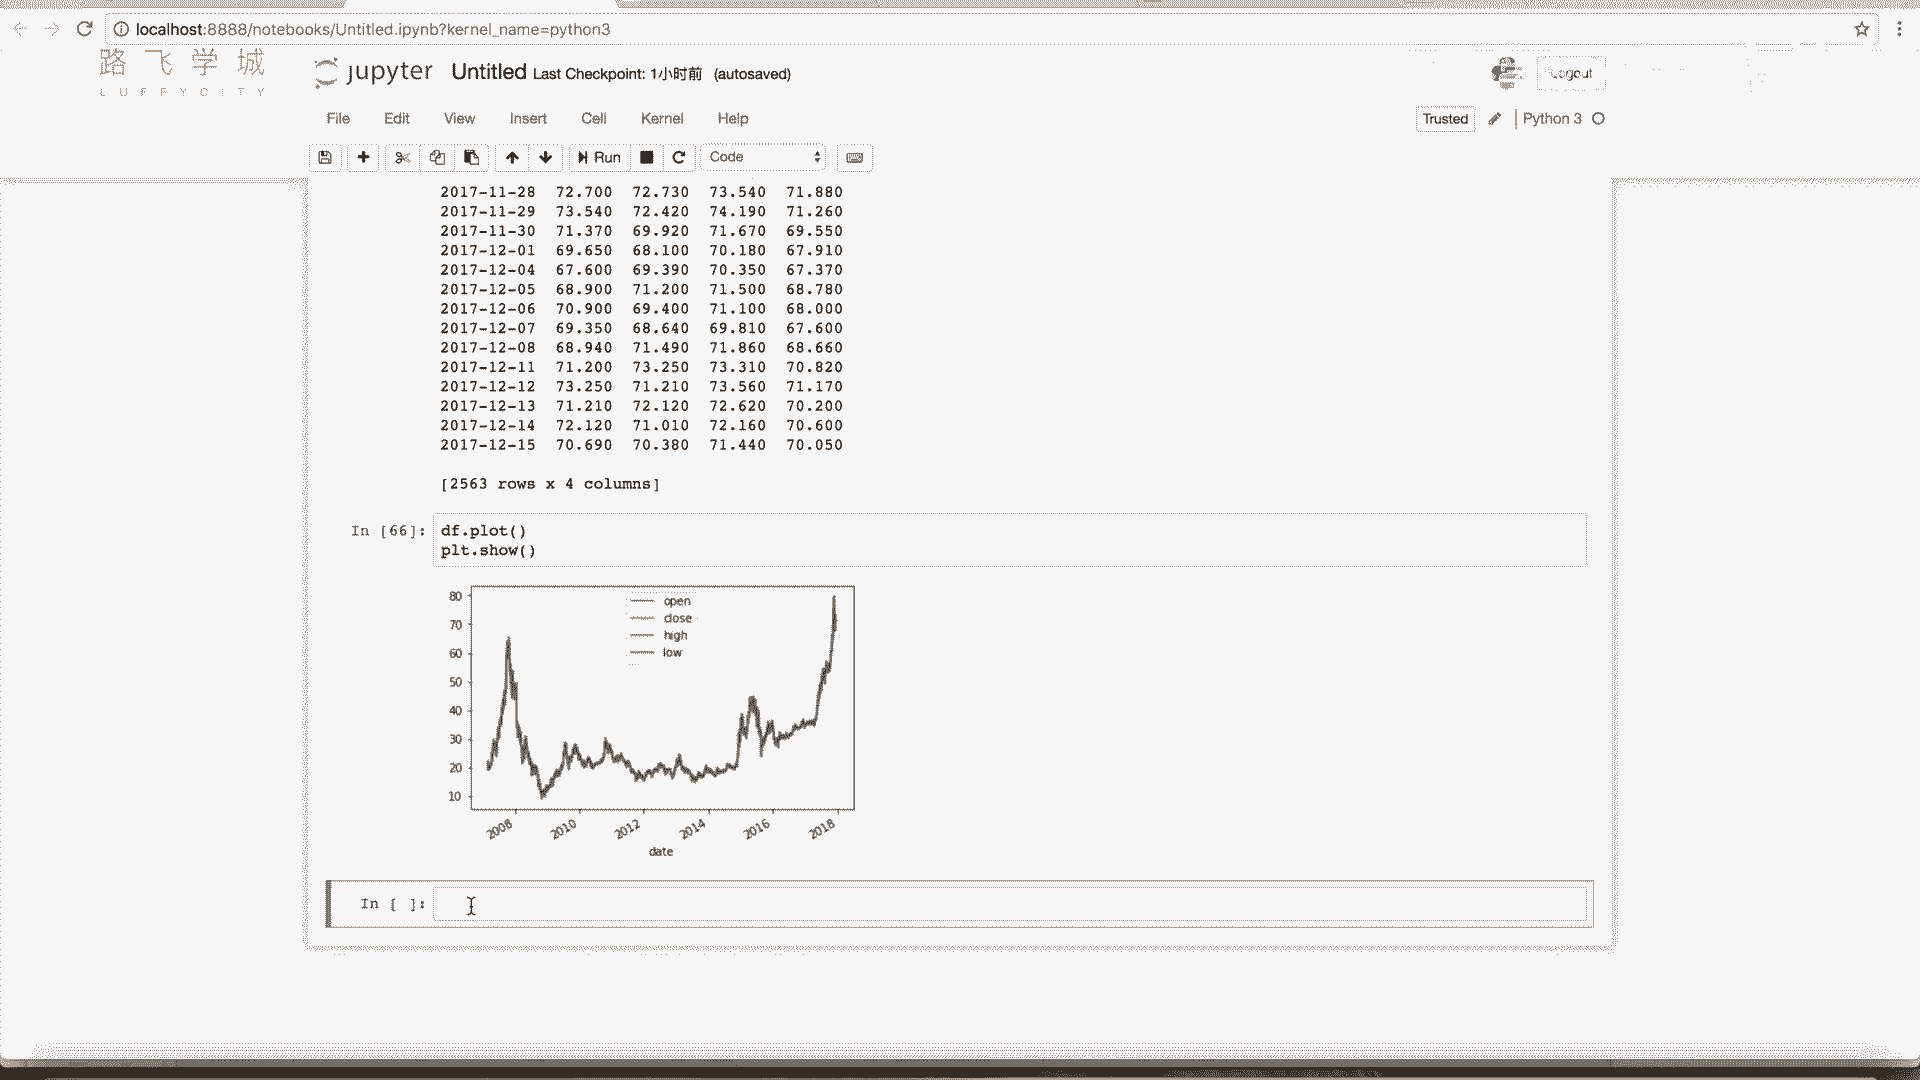 localhost:8888/notebooks/Untitled.ipynb?kernel_name=python3
路飞学城
LUFFYCITY
jupyter Untitled Last Checkpoint: 1小时前 (autosaved)
Logout
File Edit View Insert Cell Kernel Help
Trusted Python 3
Run Code
2017-11-28 72.700 72.730 73.540 71.880
2017-11-29 73.540 72.420 74.190 71.260
2017-11-30 71.370 69.920 71.670 69.550
2017-12-01 69.650 68.100 70.180 67.910
2017-12-04 67.600 69.390 70.350 67.370
2017-12-05 68.900 71.200 71.500 68.780
2017-12-06 70.900 69.400 71.100 68.000
2017-12-07 69.350 68.640 69.810 67.600
2017-12-08 68.940 71.490 71.860 68.660
2017-12-11 71.200 73.250 73.310 70.820
2017-12-12 73.250 71.210 73.560 71.170
2017-12-13 71.210 72.120 72.620 70.200
2017-12-14 72.120 71.010 72.160 70.600
2017-12-15 70.690 70.380 71.440 70.050
[2563 rows x 4 columns]
In [66]: df.plot()
plt.show()
80
70
60
50
40
30
20
10
open
close
high
low
2008 2010 2012 2014 2016 2018
date
In [ ]: